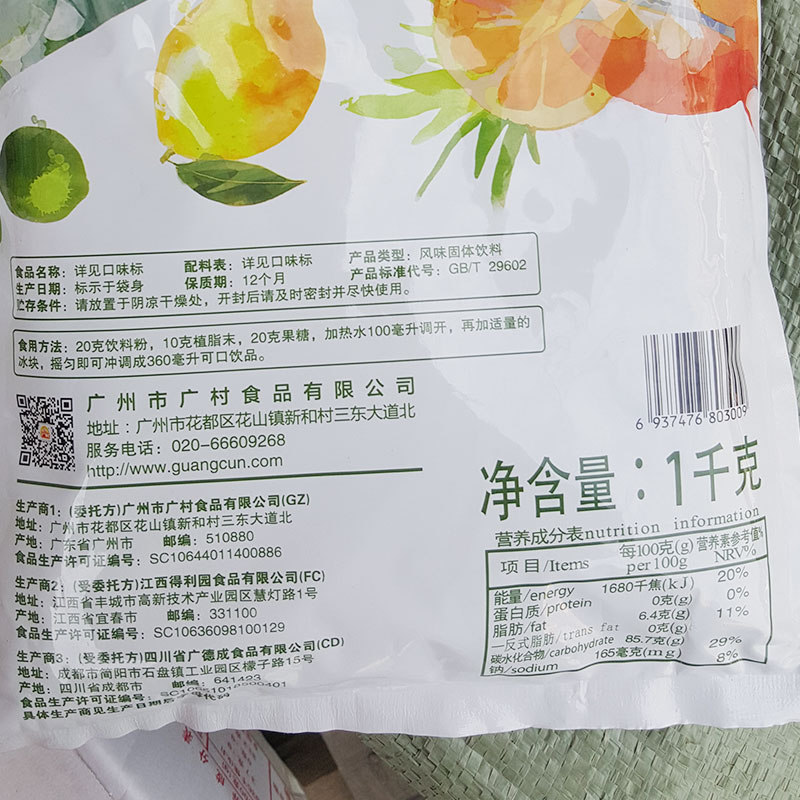 食品名称：详见口味标 配料表：详见口味标 产品类型：风味固体饮料
生产日期：标示于袋身 保质期：12个月 产品标准代号：GB/T 29602
贮存条件：请放置于阴凉干燥处，开封后请及时密封并尽快使用。
食用方法：20克饮料粉，10克植脂末，20克果糖，加热水100毫升调开，再加适量的
冰块，摇匀即可冲调成360毫升可口饮品。
广州市广村食品有限公司
地址：广州市花都区花山镇新和村三东大道北
服务电话：020-66609268
http://www.guangcun.com
6 937476 803009
净含量：1千克
生产商1：(委托方)广州市广村食品有限公司(GZ)
地址：广州市花都区花山镇新和村三东大道北
产地：广东省广州市 邮编：510880
食品生产许可证编号：SC10644011400886
生产商2：(受委托方)江西得利园食品有限公司(FC)
地址：江西省丰城市高新技术产业园区慧灯路1号
产地：江西省宜春市 邮编：331100
食品生产许可证编号：SC10636098100129
生产商3：(受委托方)四川省广德成食品有限公司(CD)
地址：成都市简阳市石盘镇工业园区檬子路15号
产地：四川省成都市 邮编：641423
食品生产许可证编号：
具体生产商见生产日期后
营养成分表nutrition information
项目/Items 每100克(g) per 100g 营养素参考值% NRV%
能量/energy 1680千焦(kJ) 20%
蛋白质/protein 0克(g) 0%
脂肪/fat 6.4克(g) 11%
—反式脂肪/trans fat 0克(g)
碳水化合物/carbohydrate 85.7克(g) 29%
钠/sodium 165毫克(mg) 8%